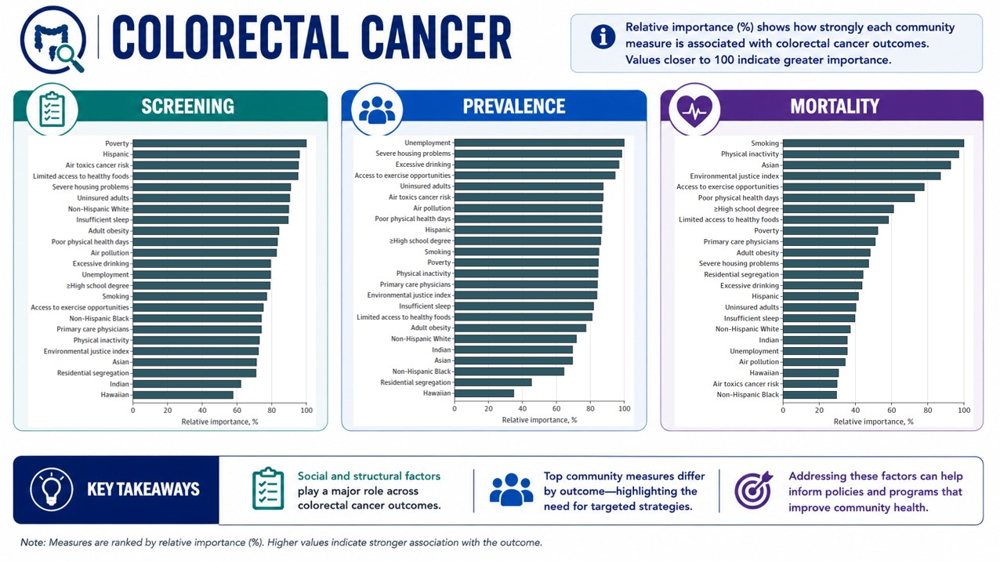 COLORECTAL CANCER
Relative importance (%) shows how strongly each community
measure is associated with colorectal cancer outcomes.
Values closer to 100 indicate greater importance.
SCREENING
Poverty
Hispanic
Air toxics cancer risk
Limited access to healthy foods
Severe housing problems
Uninsured adults
Non-Hispanic White
Insufficient sleep
Adult obesity
Poor physical health days
Air pollution
Excessive drinking
Unemployment
≥High school degree
Smoking
Access to exercise opportunities
Non-Hispanic Black
Primary care physicians
Physical inactivity
Environmental justice index
Asian
Residential segregation
Indian
Hawaiian
0 20 40 60 80 100
Relative importance, %
PREVALENCE
Unemployment
Severe housing problems
Excessive drinking
Access to exercise opportunities
Uninsured adults
Air toxics cancer risk
Air pollution
Poor physical health days
Hispanic
≥High school degree
Smoking
Poverty
Physical inactivity
Primary care physicians
Environmental justice index
Insufficient sleep
Limited access to healthy foods
Adult obesity
Non-Hispanic White
Indian
Asian
Non-Hispanic Black
Residential segregation
Hawaiian
0 20 40 60 80 100
Relative importance, %
MORTALITY
Smoking
Physical inactivity
Asian
Environmental justice index
Access to exercise opportunities
Poor physical health days
≥High school degree
Limited access to healthy foods
Poverty
Primary care physicians
Adult obesity
Severe housing problems
Residential segregation
Excessive drinking
Hispanic
Uninsured adults
Insufficient sleep
Non-Hispanic White
Indian
Unemployment
Air pollution
Hawaiian
Air toxics cancer risk
Non-Hispanic Black
0 20 40 60 80 100
Relative importance, %
KEY TAKEAWAYS
Social and structural factors
play a major role across
colorectal cancer outcomes.
Top community measures differ
by outcome—highlighting the
need for targeted strategies.
Addressing these factors can help
inform policies and programs that
improve community health.
Note: Measures are ranked by relative importance (%). Higher values indicate stronger association with the outcome.